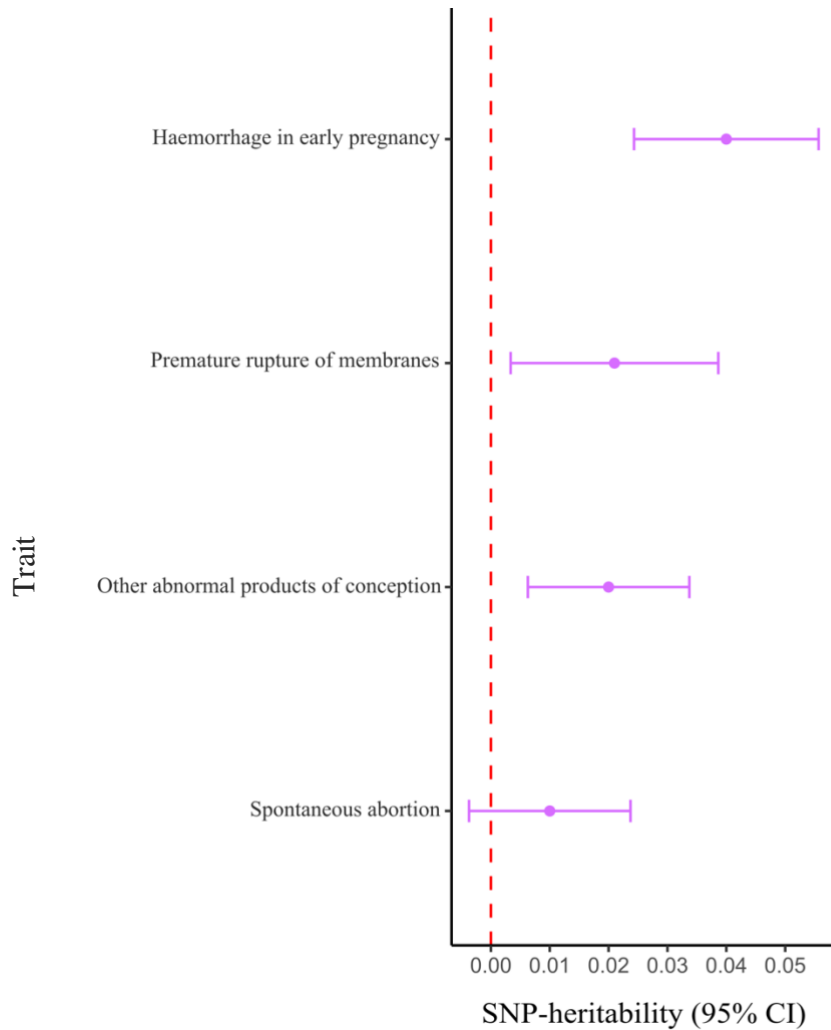 Haemorrhage in early pregnancy
Premature rupture of membranes
Trait
Other abnormal products of conception
Spontaneous abortion
0.00 0.01 0.02 0.03 0.04 0.05
SNP-heritability (95% CI)